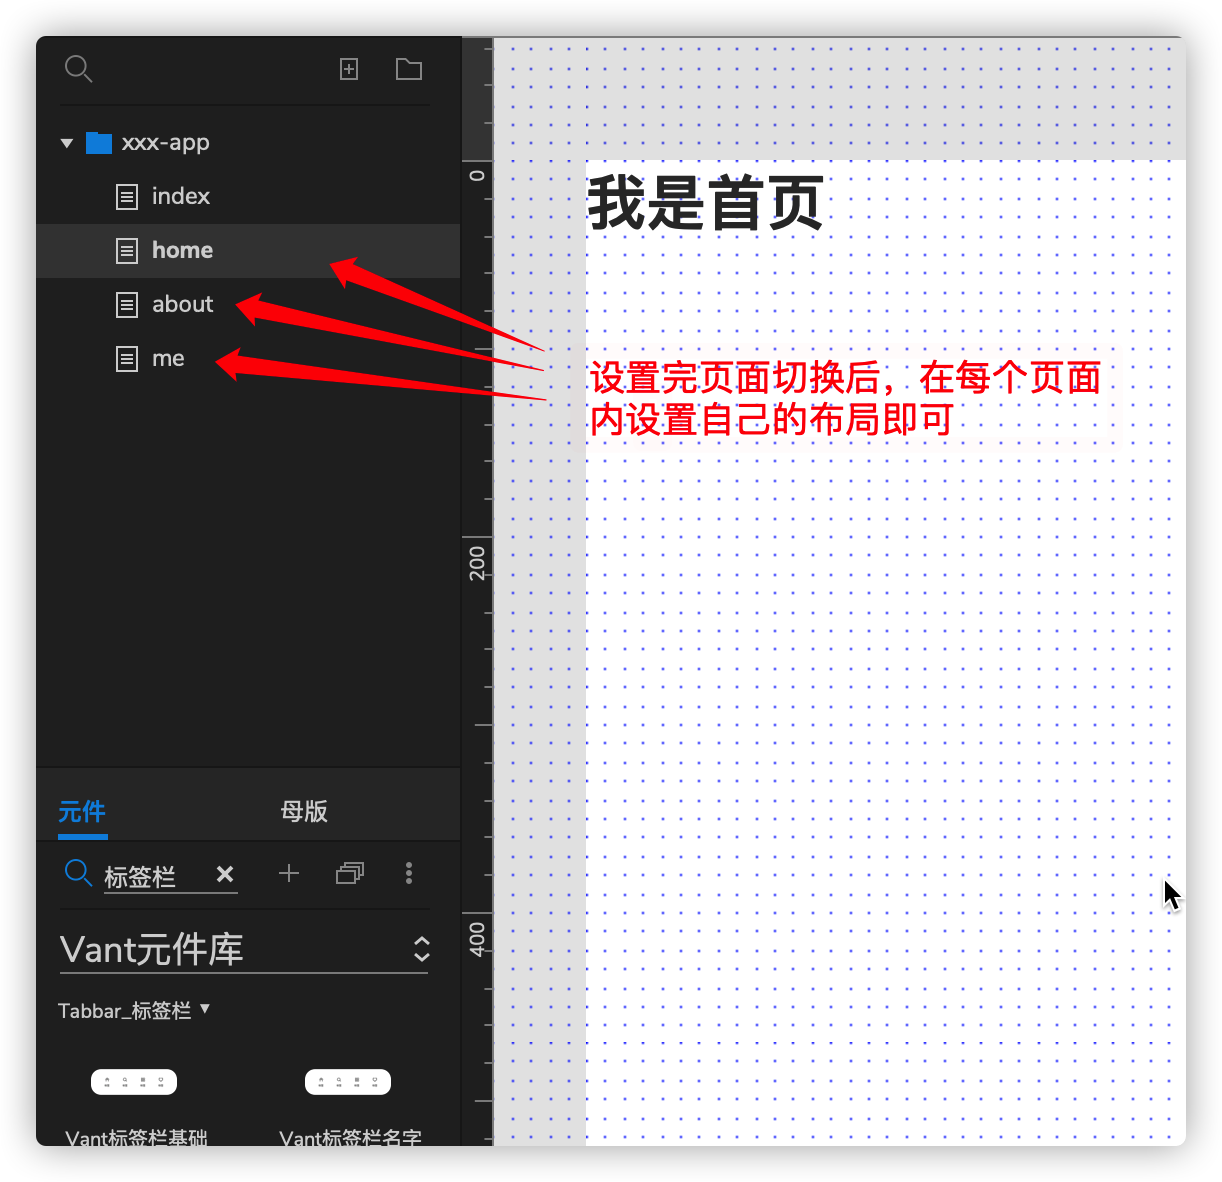 xxx-app
index
home
about
me
元件
母版
标签栏
Vant元件库
Tabbar_标签栏
Vant标签栏基础
Vant标签栏名字
0
200
400
我是首页
设置完页面切换后，在每个页面
内设置自己的布局即可